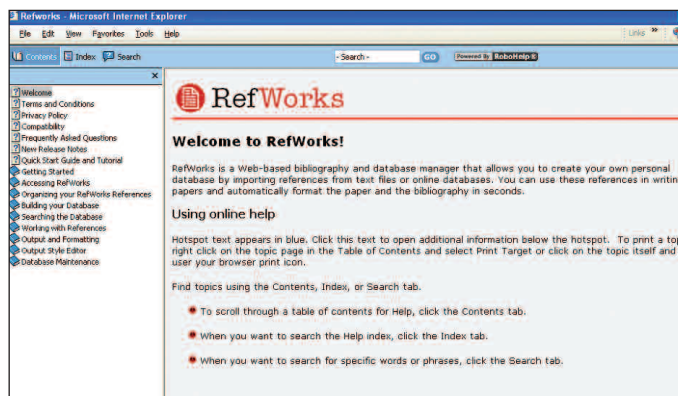 Refworks - Microsoft Internet Explorer
File Edit View Favorites Tools Help
Links »
Contents Index Search
- Search -
GO
Powered By RoboHelp
×
Welcome
Terms and Conditions
Privacy Policy
Compatibility
Frequently Asked Questions
New Release Notes
Quick Start Guide and Tutorial
Getting Started
Accessing RefWorks
Organizing your RefWorks References
Building your Database
Searching the Database
Working with References
Output and Formatting
Output Style Editor
Database Maintenance
RefWorks
Welcome to RefWorks!
RefWorks is a Web-based bibliography and database manager that allows you to create your own personal
database by importing references from text files or online databases. You can use these references in writin
papers and automatically format the paper and the bibliography in seconds.
Using online help
Hotspot text appears in blue. Click this text to open additional information below the hotspot. To print a to
right click on the topic page in the Table of Contents and select Print Target or click on the topic itself and
user your browser print icon.
Find topics using the Contents, Index, or Search tab.
To scroll through a table of contents for Help, click the Contents tab.
When you want to search the Help index, click the Index tab.
When you want to search for specific words or phrases, click the Search tab.